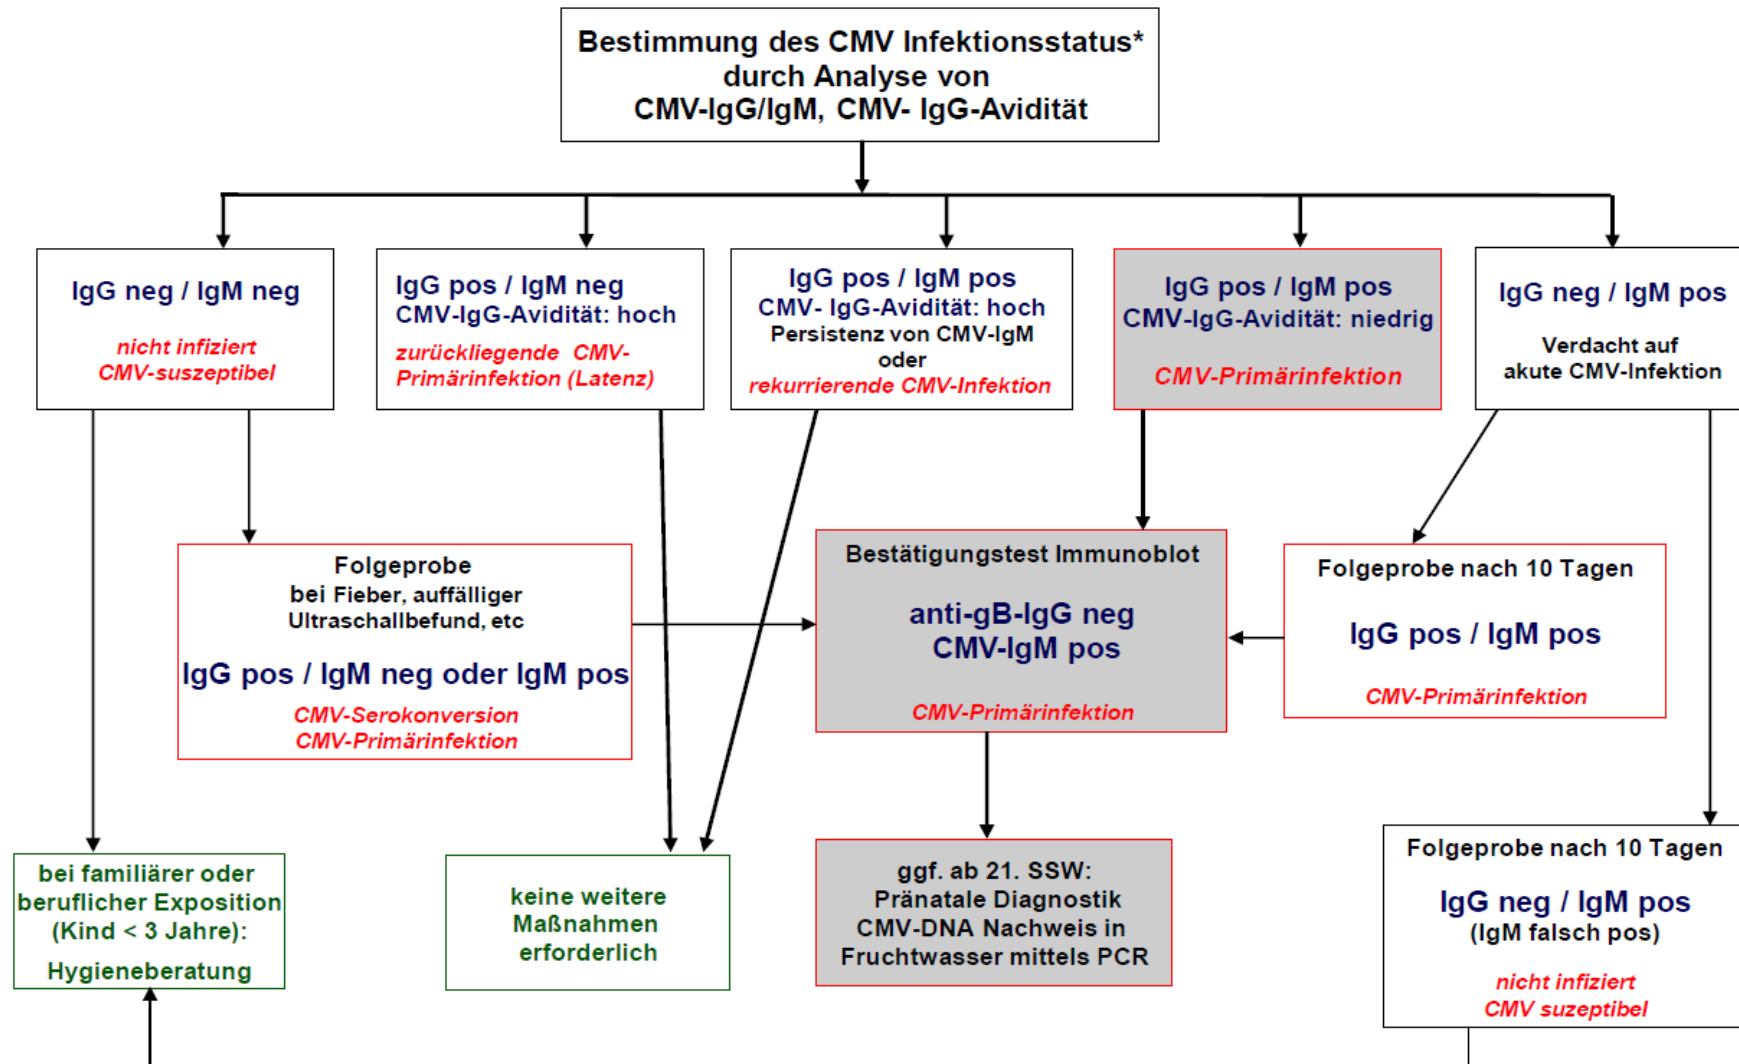 Bestimmung des CMV Infektionsstatus*
durch Analyse von
CMV-IgG/IgM, CMV- IgG-Avidität
IgG neg / IgM neg
nicht infiziert
CMV-suszeptibel
IgG pos / IgM neg
CMV-IgG-Avidität: hoch
zurückliegende CMV-
Primärinfektion (Latenz)
IgG pos / IgM pos
CMV- IgG-Avidität: hoch
Persistenz von CMV-IgM
oder
rekurrierende CMV-Infektion
IgG pos / IgM pos
CMV-IgG-Avidität: niedrig
CMV-Primärinfektion
IgG neg / IgM pos
Verdacht auf
akute CMV-Infektion
Folgeprobe
bei Fieber, auffälliger
Ultraschallbefund, etc
IgG pos / IgM neg oder IgM pos
CMV-Serokonversion
CMV-Primärinfektion
Bestätigungstest Immunoblot
anti-gB-IgG neg
CMV-IgM pos
CMV-Primärinfektion
Folgeprobe nach 10 Tagen
IgG pos / IgM pos
CMV-Primärinfektion
bei familiärer oder
beruflicher Exposition
(Kind < 3 Jahre):
Hygieneberatung
keine weitere
Maßnahmen
erforderlich
ggf. ab 21. SSW:
Pränatale Diagnostik
CMV-DNA Nachweis in
Fruchtwasser mittels PCR
Folgeprobe nach 10 Tagen
IgG neg / IgM pos
(IgM falsch pos)
nicht infiziert
CMV suzeptibel